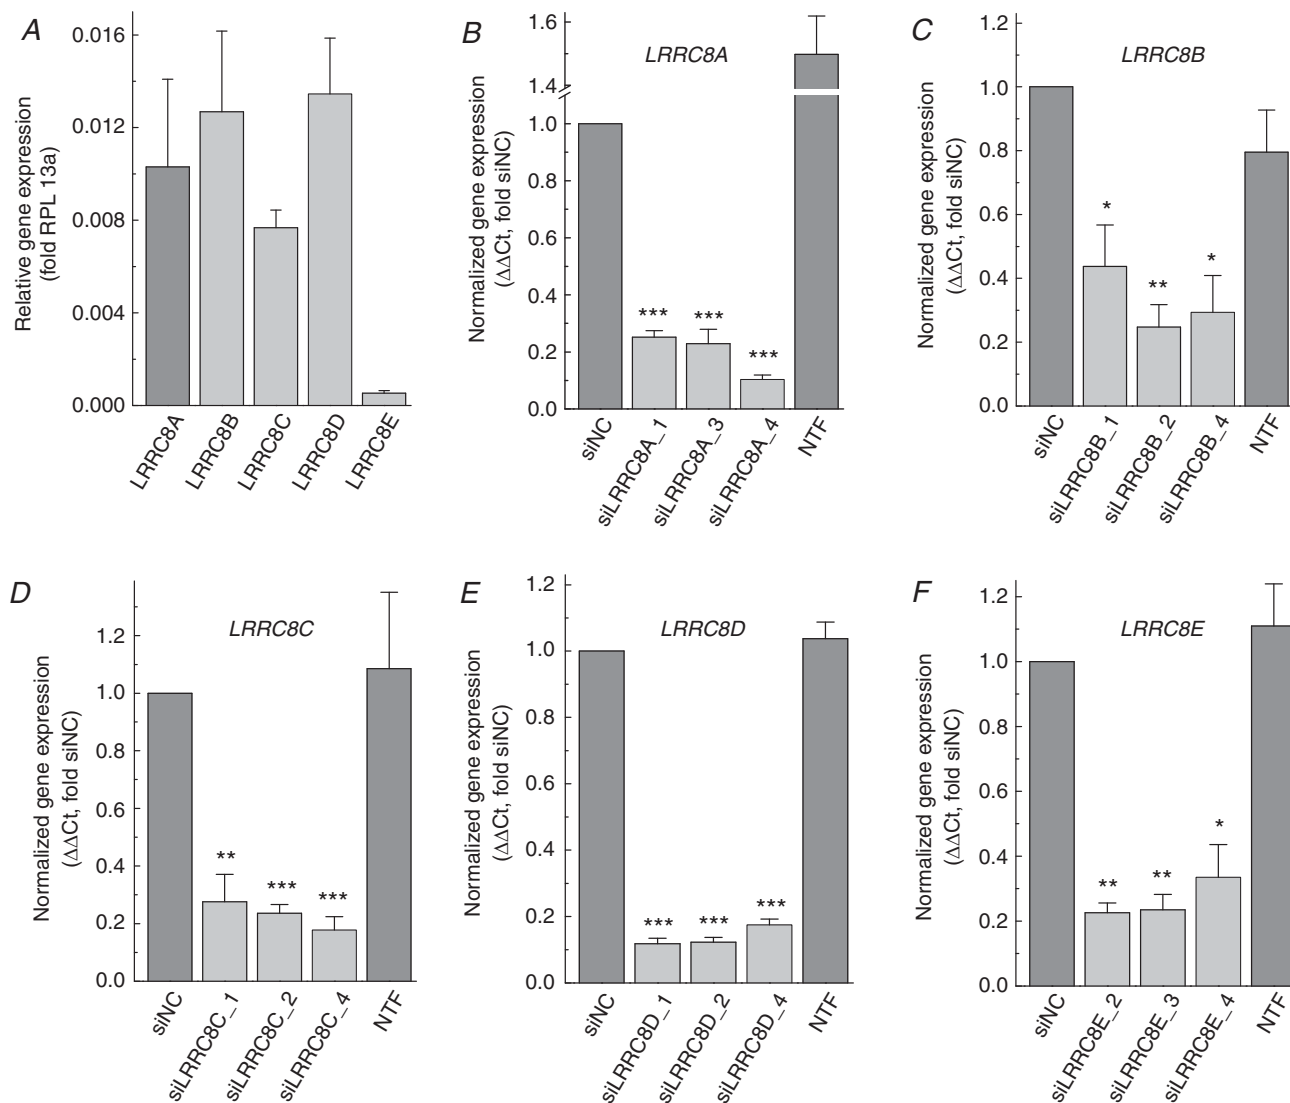 A
Relative gene expression
(fold RPL 13a)
0.016
0.012
0.008
0.004
0.000
LRRC8A
LRRC8B
LRRC8C
LRRC8D
LRRC8E
B
LRRC8A
Normalized gene expression
(ΔΔCt, fold siNC)
1.6
1.4
1.0
0.8
0.6
0.4
0.2
0.0
***
***
***
siNC
siLRRC8A_1
siLRRC8A_3
siLRRC8A_4
NTF
C
LRRC8B
Normalized gene expression
(ΔΔCt, fold siNC)
1.2
1.0
0.8
0.6
0.4
0.2
0.0
*
**
*
siNC
siLRRC8B_1
siLRRC8B_2
siLRRC8B_4
NTF
D
LRRC8C
Normalized gene expression
(ΔΔCt, fold siNC)
1.2
1.0
0.8
0.6
0.4
0.2
0.0
**
***
***
siNC
siLRRC8C_1
siLRRC8C_2
siLRRC8C_4
NTF
E
LRRC8D
Normalized gene expression
(ΔΔCt, fold siNC)
1.2
1.0
0.8
0.6
0.4
0.2
0.0
***
***
***
siNC
siLRRC8D_1
siLRRC8D_2
siLRRC8D_4
NTF
F
LRRC8E
Normalized gene expression
(ΔΔCt, fold siNC)
1.2
1.0
0.8
0.6
0.4
0.2
0.0
**
**
*
siNC
siLRRC8E_2
siLRRC8E_3
siLRRC8E_4
NTF